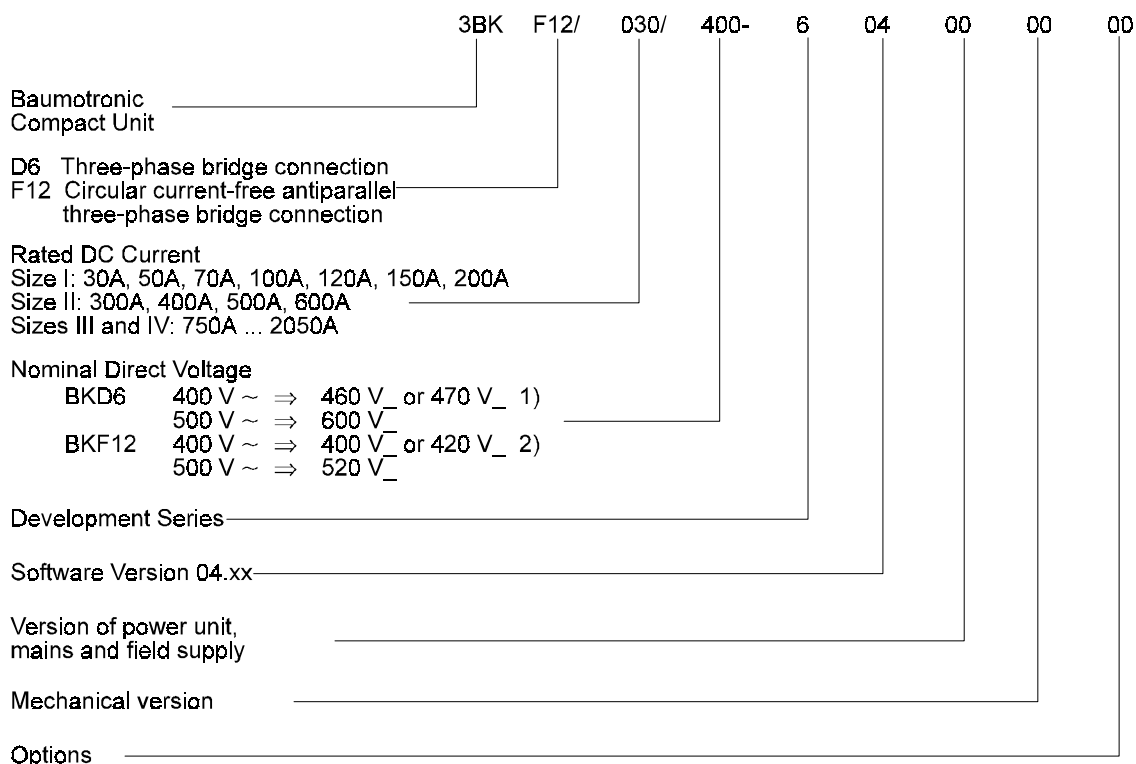 3BK F12/ 030/ 400- 6 04 00 00 00
Baumotronic
Compact Unit
D6 Three-phase bridge connection
F12 Circular current-free antiparallel
three-phase bridge connection
Rated DC Current
Size I: 30A, 50A, 70A, 100A, 120A, 150A, 200A
Size II: 300A, 400A, 500A, 600A
Sizes III and IV: 750A ... 2050A
Nominal Direct Voltage
BKD6 400 V ~ ⇒ 460 V_ or 470 V_ 1)
500 V ~ ⇒ 600 V_
BKF12 400 V ~ ⇒ 400 V_ or 420 V_ 2)
500 V ~ ⇒ 520 V_
Development Series
Software Version 04.xx
Version of power unit,
mains and field supply
Mechanical version
Options